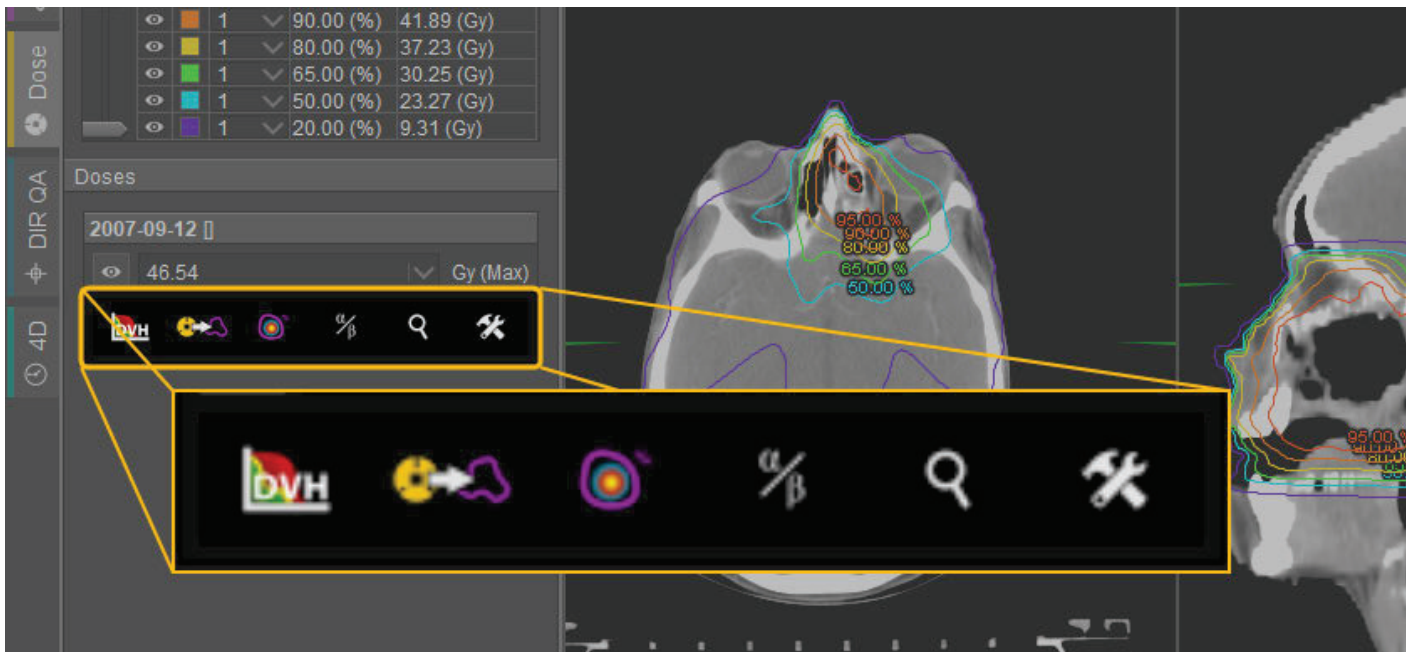 Dose
DIR QA
4D
1 90.00 (%) 41.89 (Gy)
1 80.00 (%) 37.23 (Gy)
1 65.00 (%) 30.25 (Gy)
1 50.00 (%) 23.27 (Gy)
1 20.00 (%) 9.31 (Gy)
Doses
2007-09-12 []
46.54 Gy (Max)
DVH α/β
DVH α/β
95.00 %
90.00 %
80.00 %
65.00 %
50.00 %
95.00 %